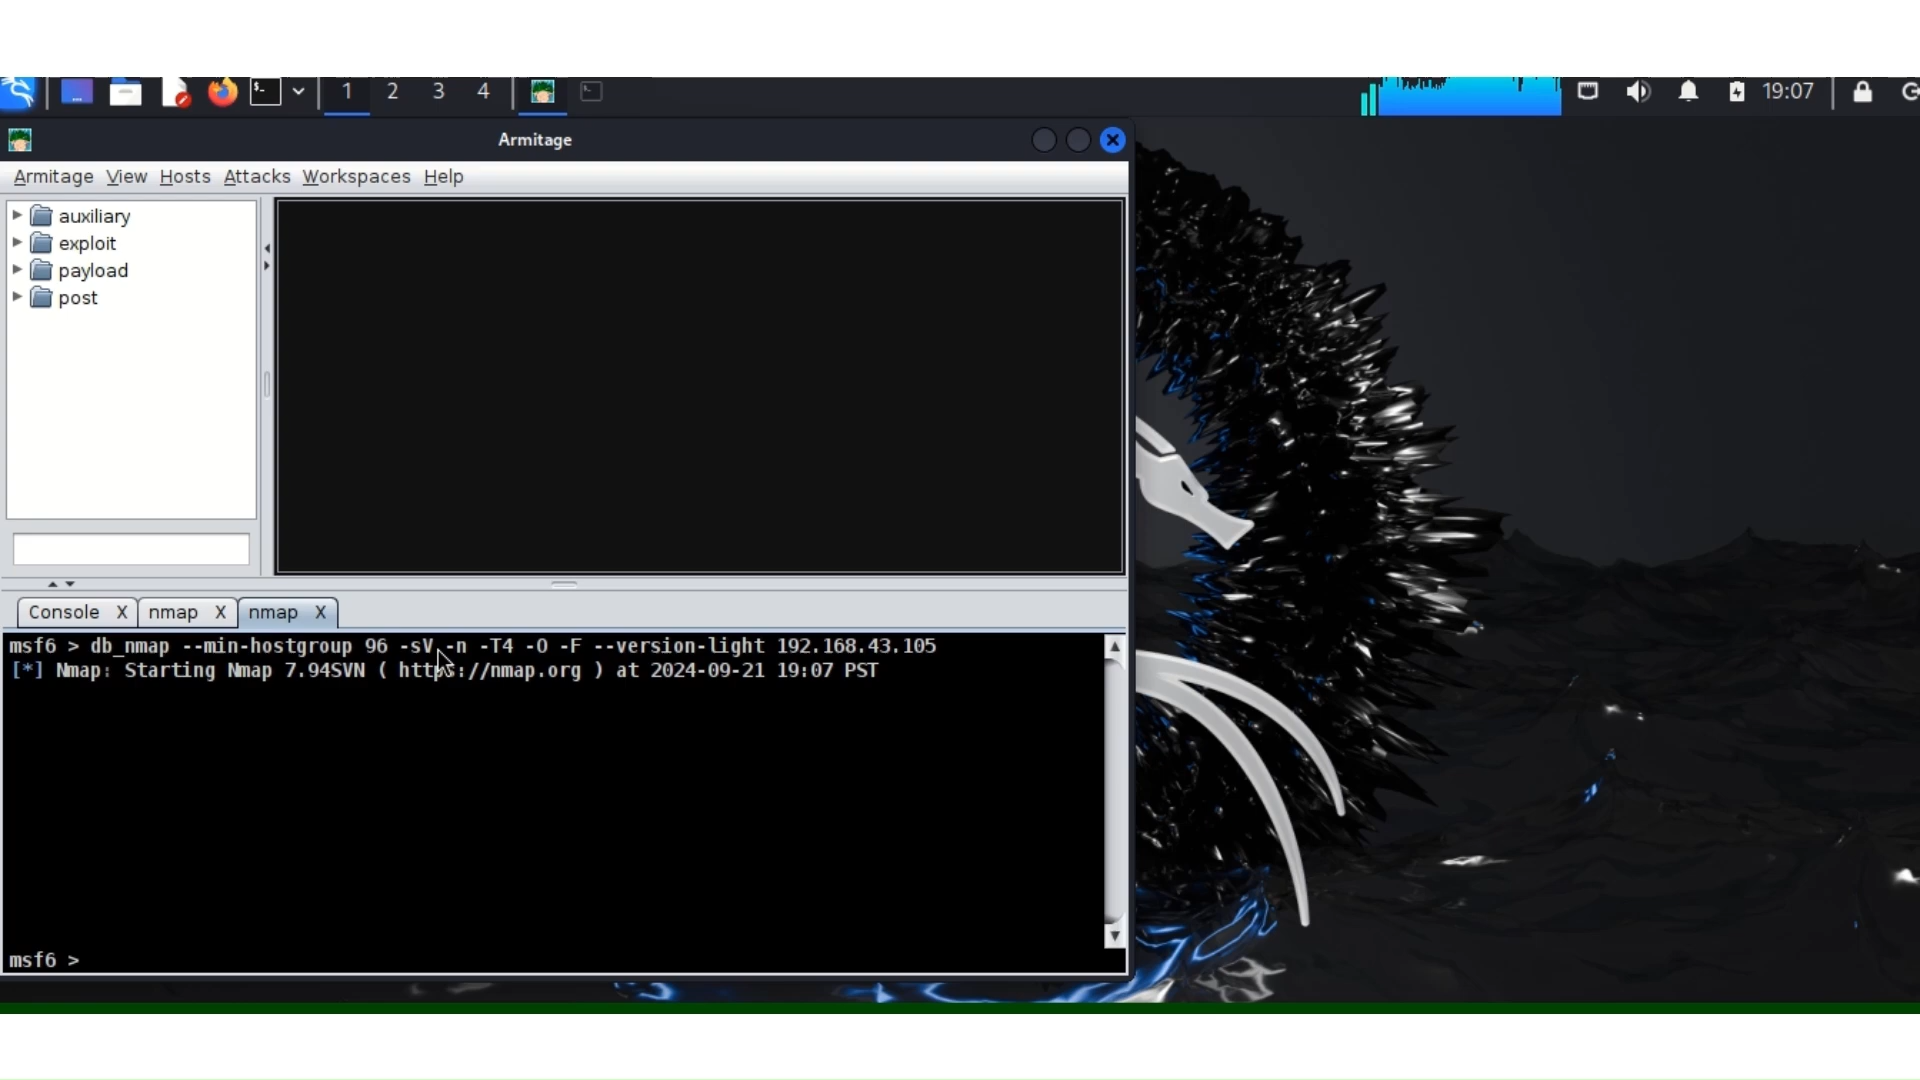 1 2 3 4 19:07
Armitage
Armitage View Hosts Attacks Workspaces Help
auxiliary
exploit
payload
post
Console X nmap X nmap X
msf6 > db_nmap --min-hostgroup 96 -sV -n -T4 -O -F --version-light 192.168.43.105
[*] Nmap: Starting Nmap 7.94SVN ( https://nmap.org ) at 2024-09-21 19:07 PST
msf6 >